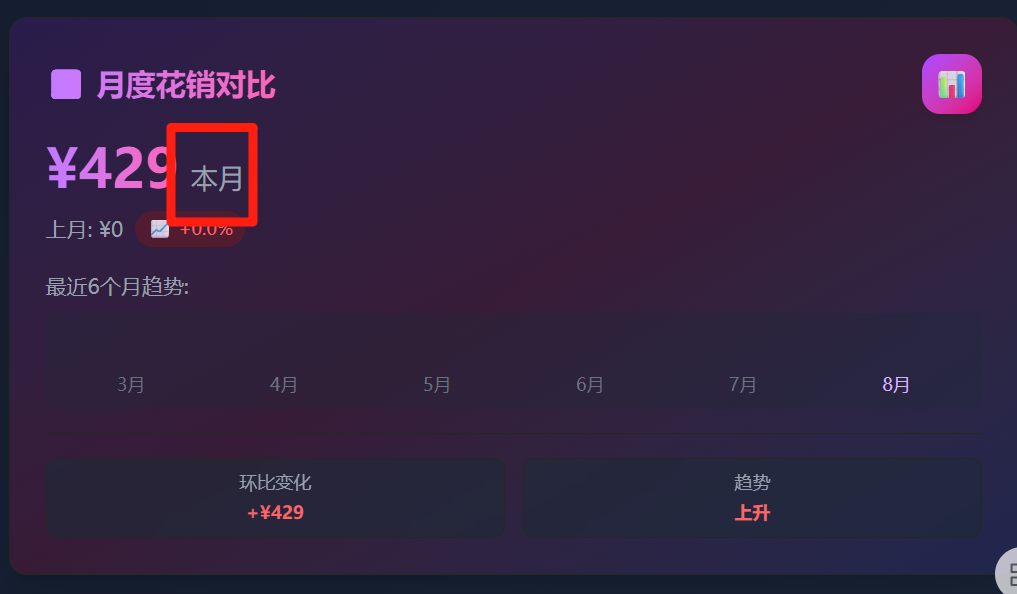 月度花销对比
¥429 本月
上月: ¥0 +0.0%
最近6个月趋势:
3月 4月 5月 6月 7月 8月
环比变化 趋势
+¥429 上升